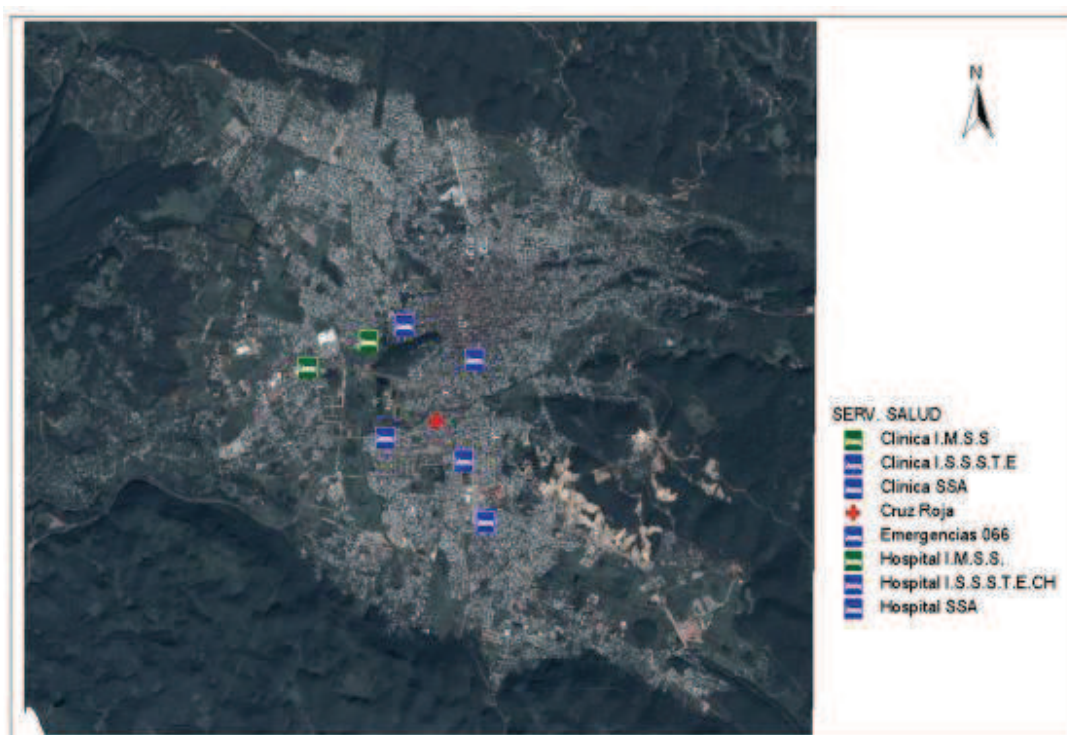 N
SERV. SALUD
Clinica I.M.S.S
Clinica I.S.S.S.T.E
Clinica SSA
Cruz Roja
Emergencias 066
Hospital I.M.S.S.
Hospital I.S.S.S.T.E.CH
Hospital SSA